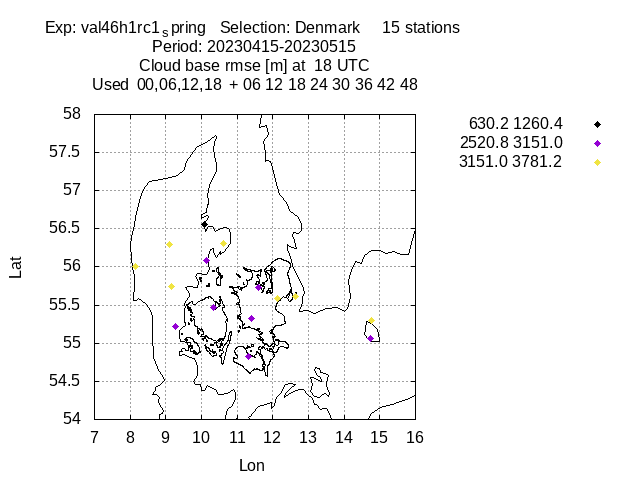 Exp: val46h1rc1spring Selection: Denmark 15 stations
Period: 20230415-20230515
Cloud base rmse [m] at 18 UTC
Used 00,06,12,18 + 06 12 18 24 30 36 42 48
630.2 1260.4
2520.8 3151.0
3151.0 3781.2
58
57.5
57
56.5
56
55.5
55
54.5
54
Lat
7 8 9 10 11 12 13 14 15 16
Lon